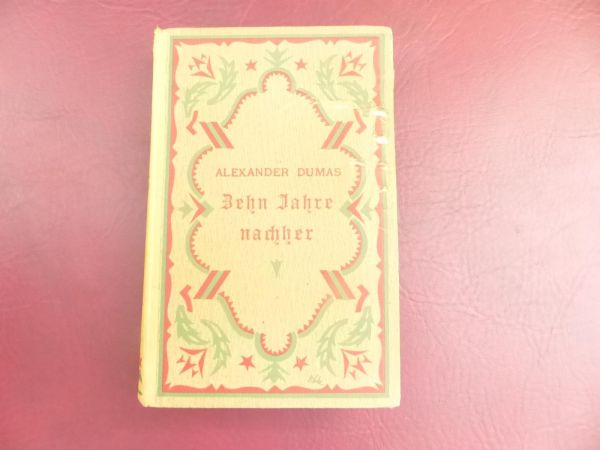 ALEXANDER DUMAS
Zehn Jahre
nachher